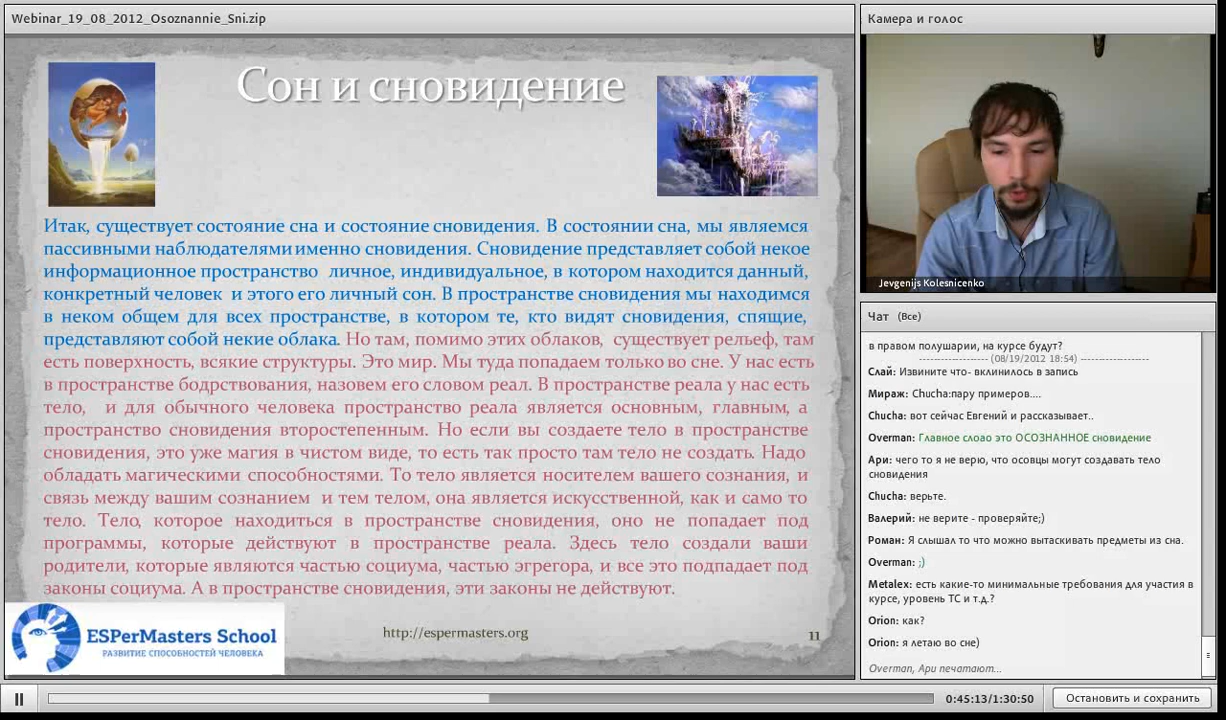 Webinar_19_08_2012_Osoznannie_Sni.zip
Сон и сновидение
Итак, существует состояние сна и состояние сновидения. В состоянии сна, мы являемся
пассивными наблюдателями именно сновидения. Сновидение представляет собой некое
информационное пространство личное, индивидуальное, в котором находится данный,
конкретный человек и этого его личный сон. В пространстве сновидения мы находимся
в неком общем для всех пространстве, в котором те, кто видят сновидения, спящие,
представляют собой некие облака. Но там, помимо этих облаков, существует рельеф, там
есть поверхность, всякие структуры. Это мир. Мы туда попадаем только во сне. У нас есть
в пространстве бодрствования, назовем его словом реал. В пространстве реала у нас есть
тело, и для обычного человека пространство реала является основным, главным, а
пространство сновидения второстепенным. Но если вы создаете тело в пространстве
сновидения, это уже магия в чистом виде, то есть так просто там тело не создать. Надо
обладать магическими способностями. То тело является носителем вашего сознания, и
связь между вашим сознанием и тем телом, она является искусственной, как и само то
тело. Тело, которое находиться в пространстве сновидения, оно не попадает под
программы, которые действуют в пространстве реала. Здесь тело создали ваши
родители, которые являются частью социума, частью эгрегора, и все это подпадает под
законы социума. А в пространстве сновидения, эти законы не действуют.
ESPerMasters School
РАЗВИТИЕ СПОСОБНОСТЕЙ ЧЕЛОВЕКА
http://espermasters.org
11
Камера и голос
Jevgenijs Kolesnicenko
Чат (Все)
в правом полушарии, на курсе будут?
------------------ (08/19/2012 18:54) ------------------
Слай: Извините что- вклинилось в запись
Мираж: Chucha:пару примеров....
Chucha: вот сейчас Евгений и рассказывает..
Overman: Главное слоао это ОСОЗНАННОЕ сновидение
Ари: чего то я не верю, что осовцы могут создавать тело
сновидения
Chucha: верьте.
Валерий: не верите - проверяйте;)
Роман: Я слышал то что можно вытаскивать предметы из сна.
Overman: ;)
Metalex: есть какие-то минимальные требования для участия в
курсе, уровень ТС и т.д.?
Orion: как?
Orion: я летаю во сне)
Overman, Ари печатают...
0:45:13/1:30:50
Остановить и сохранить